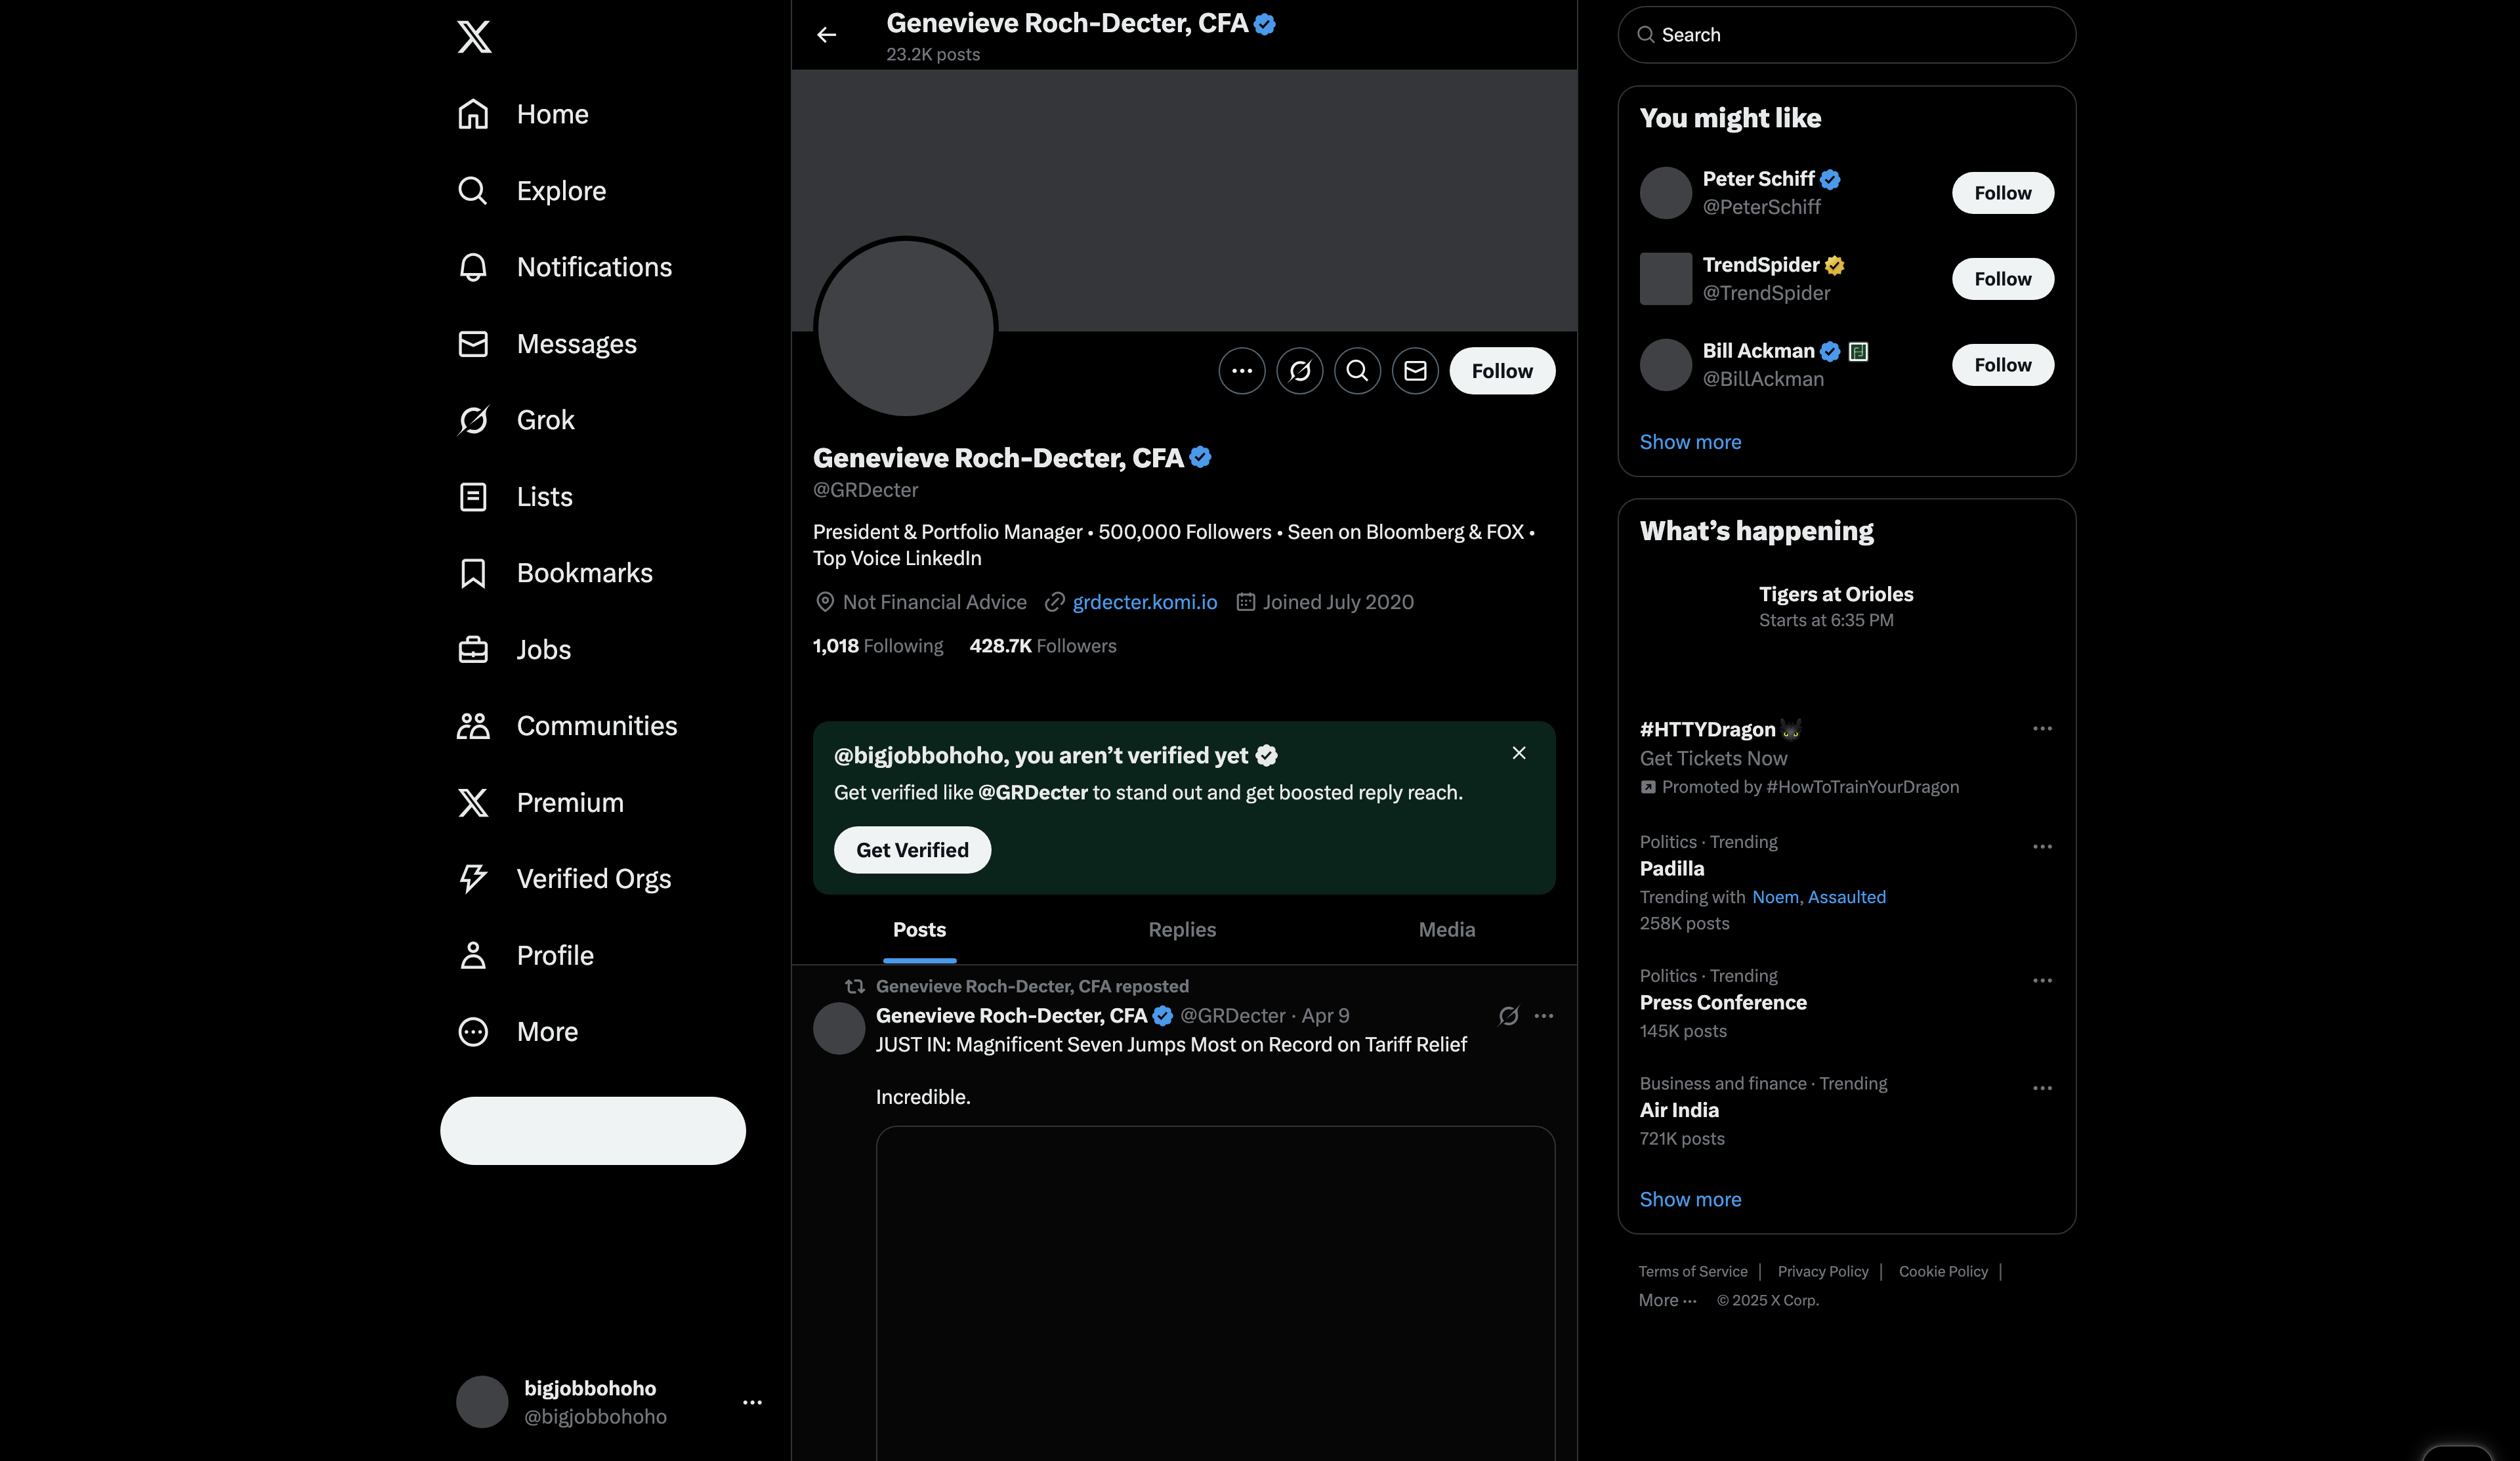 Home
Explore
Notifications
Messages
Grok
Lists
Bookmarks
Jobs
Communities
Premium
Verified Orgs
Profile
More
bigjobbohoho
@bigjobbohoho
Genevieve Roch-Decter, CFA
23.2K posts
Follow
Genevieve Roch-Decter, CFA
@GRDecter
President & Portfolio Manager • 500,000 Followers • Seen on Bloomberg & FOX •
Top Voice LinkedIn
Not Financial Advice grdecter.komi.io Joined July 2020
1,018 Following 428.7K Followers
@bigjobbohoho, you aren’t verified yet
Get verified like @GRDecter to stand out and get boosted reply reach.
Get Verified
Posts Replies Media
Genevieve Roch-Decter, CFA reposted
Genevieve Roch-Decter, CFA @GRDecter · Apr 9
JUST IN: Magnificent Seven Jumps Most on Record on Tariff Relief
Incredible.
Search
You might like
Peter Schiff
@PeterSchiff
Follow
TrendSpider
@TrendSpider
Follow
Bill Ackman
@BillAckman
Follow
Show more
What’s happening
Tigers at Orioles
Starts at 6:35 PM
#HTTYDragon
Get Tickets Now
Promoted by #HowToTrainYourDragon
Politics · Trending
Padilla
Trending with Noem, Assaulted
258K posts
Politics · Trending
Press Conference
145K posts
Business and finance · Trending
Air India
721K posts
Show more
Terms of Service | Privacy Policy | Cookie Policy |
More ··· © 2025 X Corp.